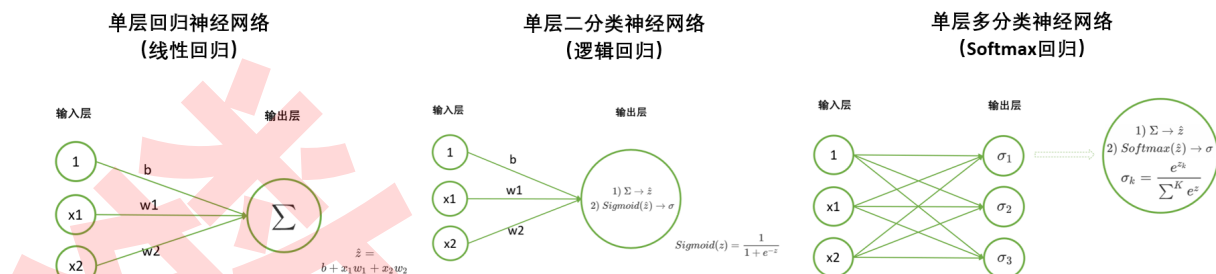 单层回归神经网络
(线性回归)
输入层
输出层
1
b
x1
w1
∑
x2
w2
ẑ =
b + x₁w₁ + x₂w₂
单层二分类神经网络
(逻辑回归)
输入层
输出层
1
b
x1
w1
1) Σ → ẑ
2) Sigmoid(ẑ) → σ
x2
w2
Sigmoid(z) = 1 / (1 + e⁻ᶻ)
单层多分类神经网络
(Softmax回归)
输入层
输出层
1
σ₁
x1
σ₂
x2
σ₃
1) Σ → ẑ
2) Softmax(ẑ) → σ
σₖ = e^{zₖ} / ∑^K e^z